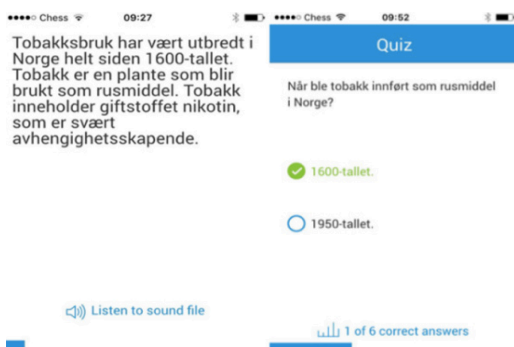 Chess 09:27
Tobakksbruk har vært utbredt i
Norge helt siden 1600-tallet.
Tobakk er en plante som blir
brukt som rusmiddel. Tobakk
inneholder giftstoffet nikotin,
som er svært
avhengighetsskapende.
Listen to sound file
Chess 09:52
Quiz
Når ble tobakk innført som rusmiddel
i Norge?
1600-tallet.
1950-tallet.
1 of 6 correct answers